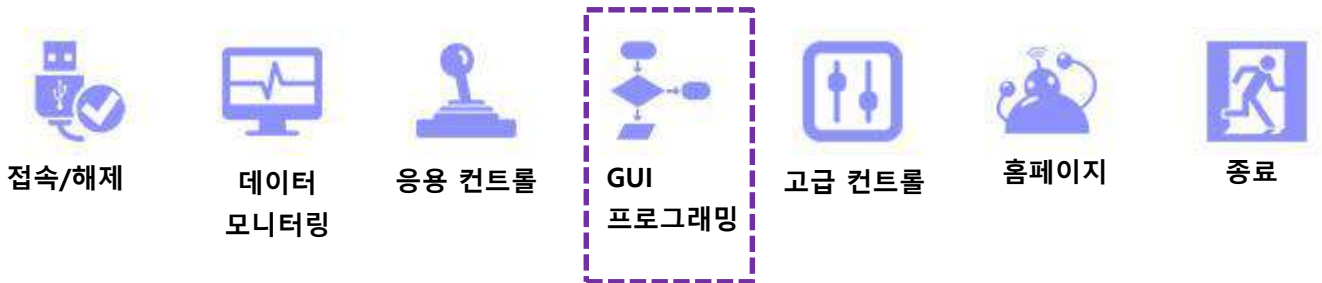 접속/해제
데이터
모니터링
응용 컨트롤
GUI
프로그래밍
고급 컨트롤
홈페이지
종료